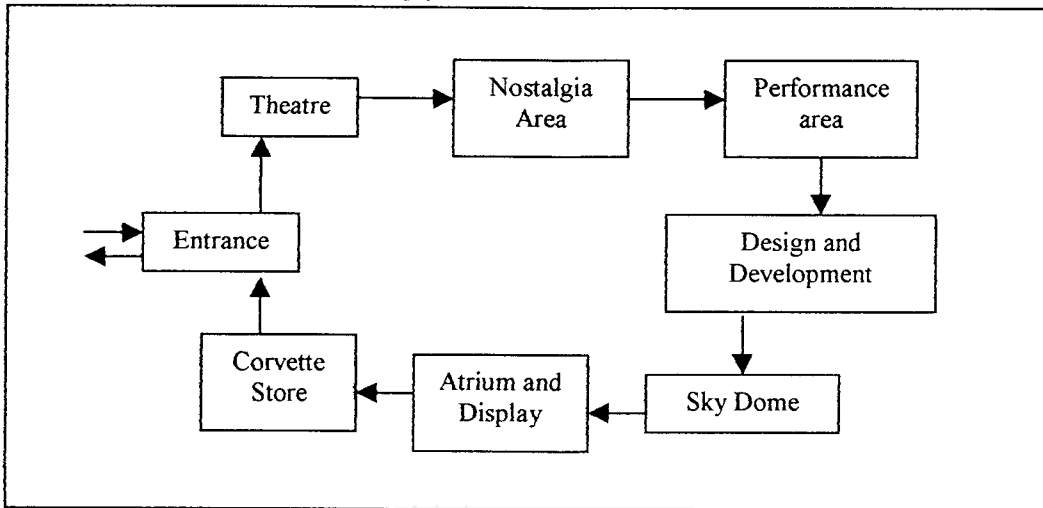 Theatre
Nostalgia
Area
Performance
area
Entrance
Design and
Development
Corvette
Store
Atrium and
Display
Sky Dome